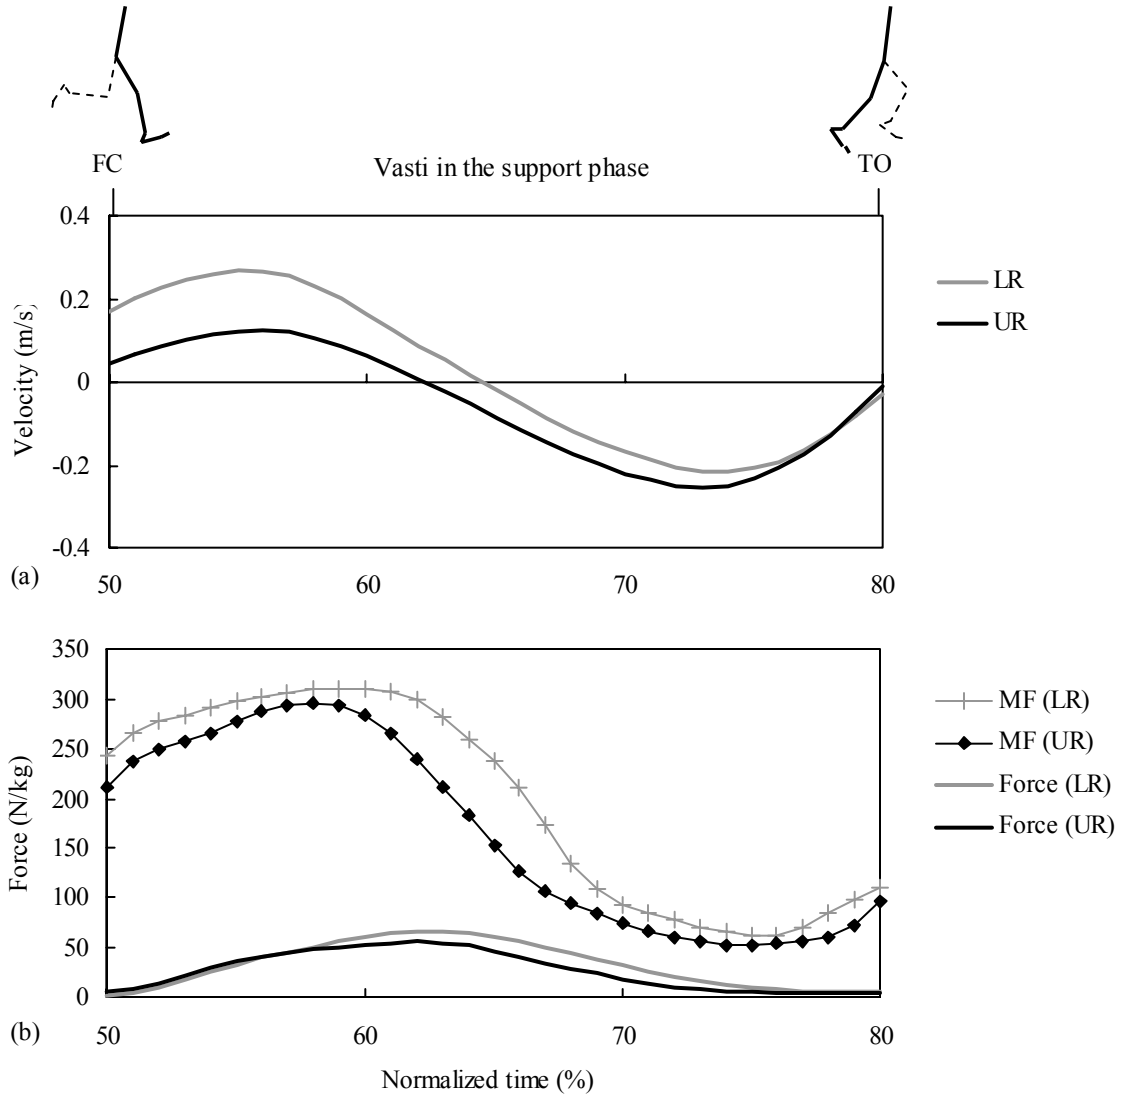 FC
Vasti in the support phase
TO
0.4
0.2
0
-0.2
-0.4
Velocity (m/s)
LR
UR
(a)
50
60
70
80
350
300
250
200
150
100
50
0
Force (N/kg)
MF (LR)
MF (UR)
Force (LR)
Force (UR)
(b)
50
60
70
80
Normalized time (%)